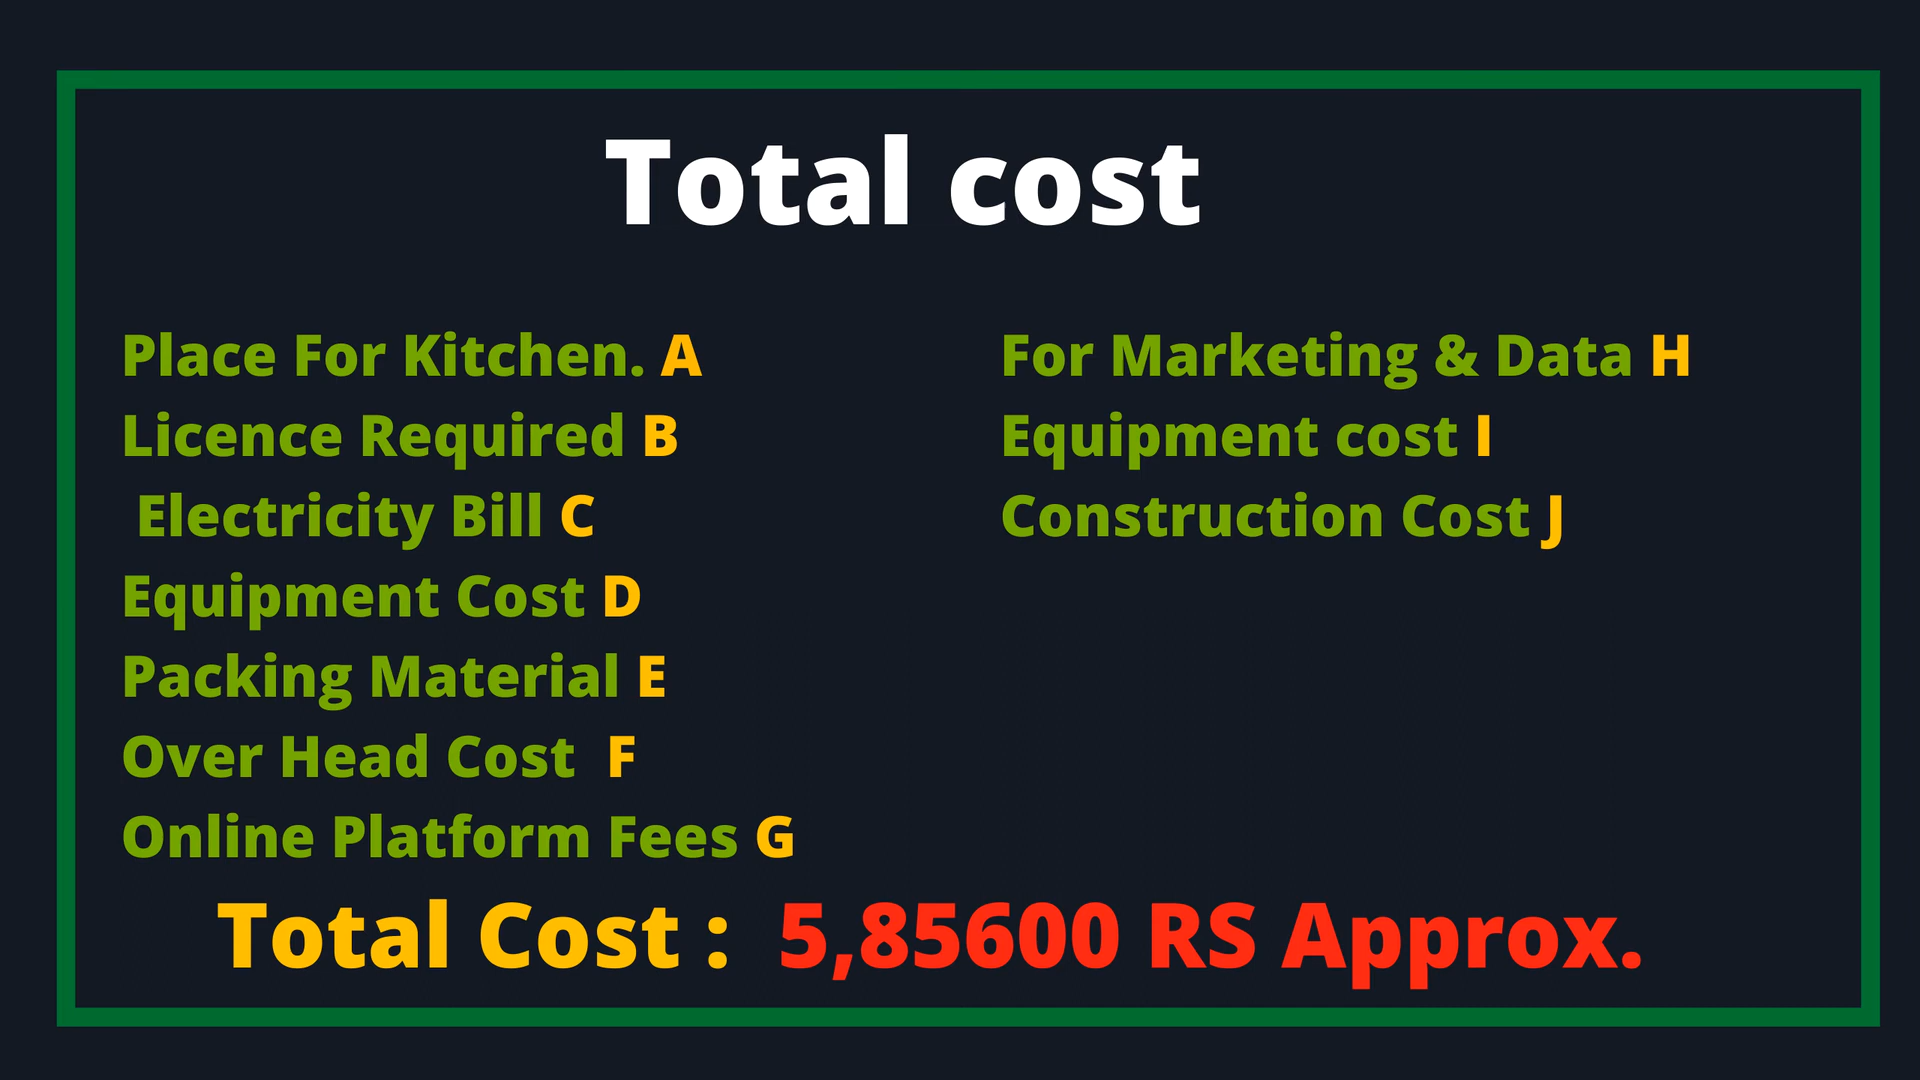 Total cost
Place For Kitchen. A
Licence Required B
Electricity Bill C
Equipment Cost D
Packing Material E
Over Head Cost F
Online Platform Fees G
For Marketing & Data H
Equipment cost I
Construction Cost J
Total Cost : 5,85600 RS Approx.